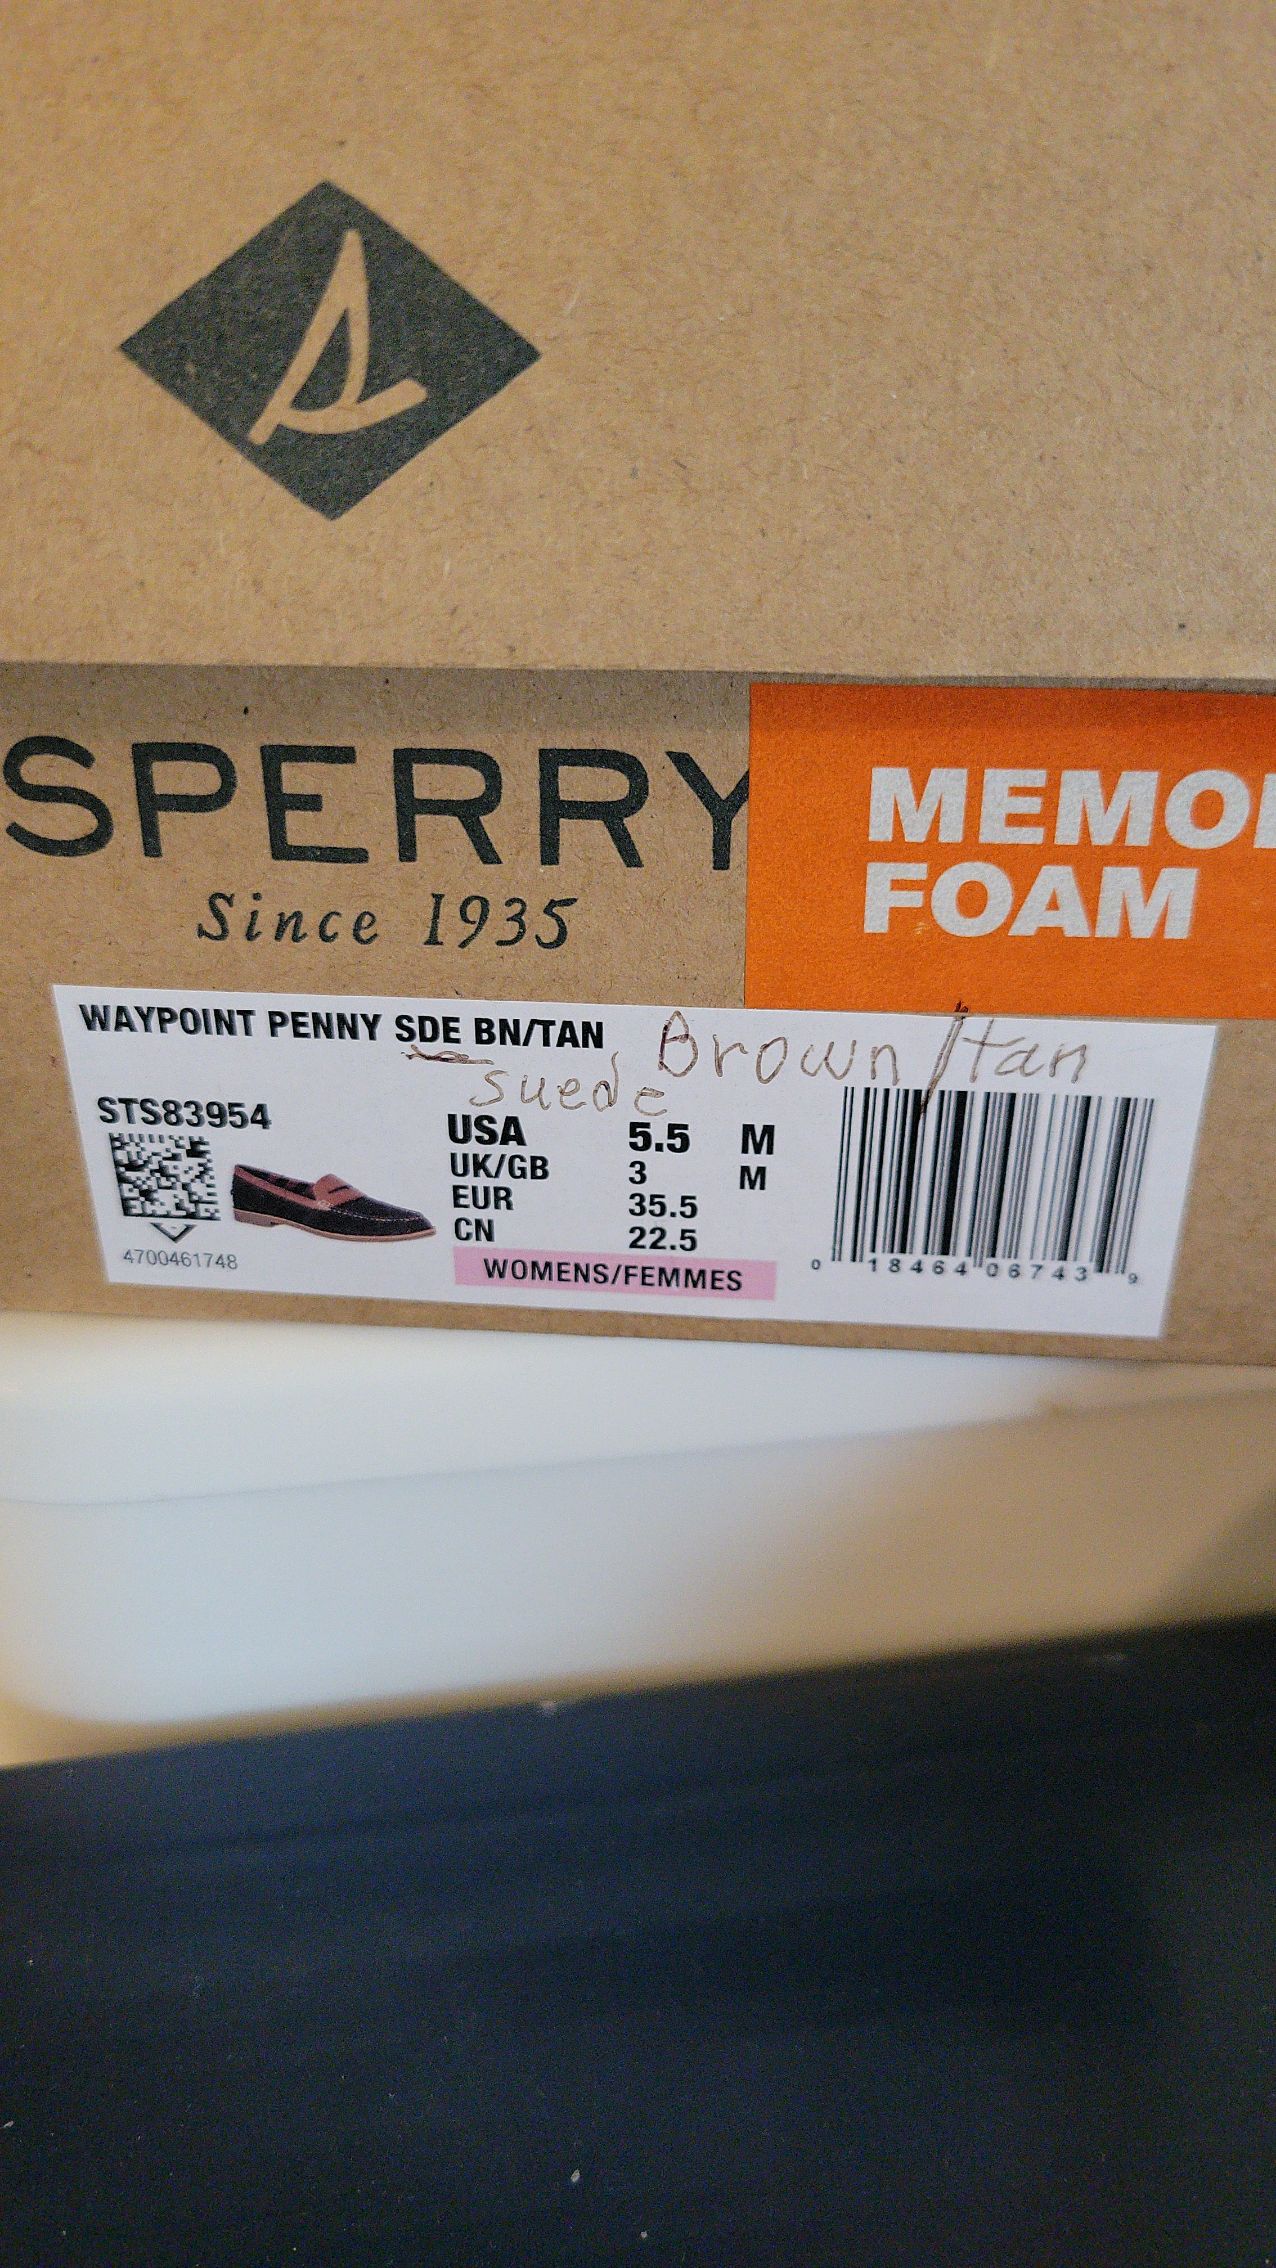 SPERRY
Since 1935
MEMOR
FOAM
WAYPOINT PENNY SDE BN/TAN
Brown/tan
suede
STS83954
4700461748
USA 5.5 M
UK/GB 3 M
EUR 35.5
CN 22.5
WOMENS/FEMMES
0 18464 06743 9